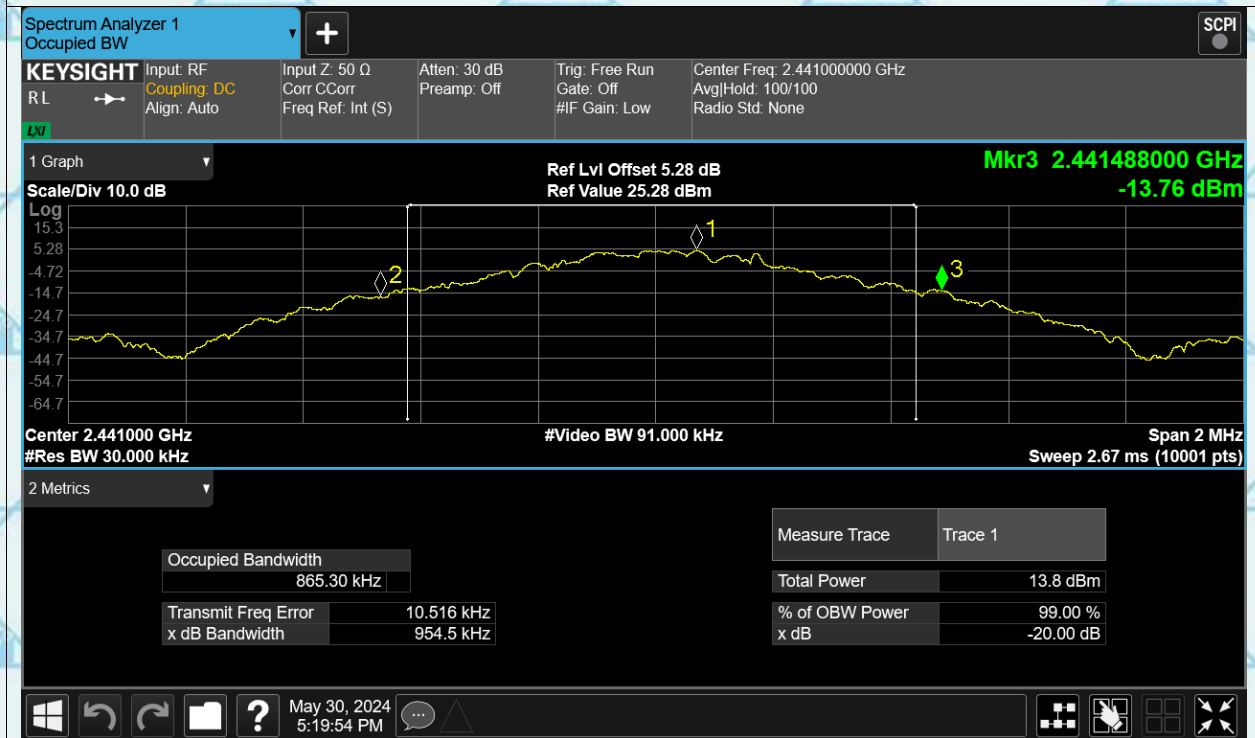 Spectrum Analyzer 1
Occupied BW
+
SCPI
KEYSIGHT
RL
LXI
Input: RF
Coupling: DC
Align: Auto
Input Z: 50 Ω
Corr CCorr
Freq Ref: Int (S)
Atten: 30 dB
Preamp: Off
Trig: Free Run
Gate: Off
#IF Gain: Low
Center Freq: 2.441000000 GHz
Avg|Hold: 100/100
Radio Std: None
1 Graph
Scale/Div 10.0 dB
Ref Lvl Offset 5.28 dB
Ref Value 25.28 dBm
Mkr3 2.441488000 GHz
-13.76 dBm
Log
15.3
5.28
-4.72
-14.7
-24.7
-34.7
-44.7
-54.7
-64.7
1
2
3
Center 2.441000 GHz
#Video BW 91.000 kHz
Span 2 MHz
#Res BW 30.000 kHz
Sweep 2.67 ms (10001 pts)
2 Metrics
Occupied Bandwidth
865.30 kHz
Transmit Freq Error 10.516 kHz
x dB Bandwidth 954.5 kHz
Measure Trace Trace 1
Total Power 13.8 dBm
% of OBW Power 99.00 %
x dB -20.00 dB
?
May 30, 2024
5:19:54 PM